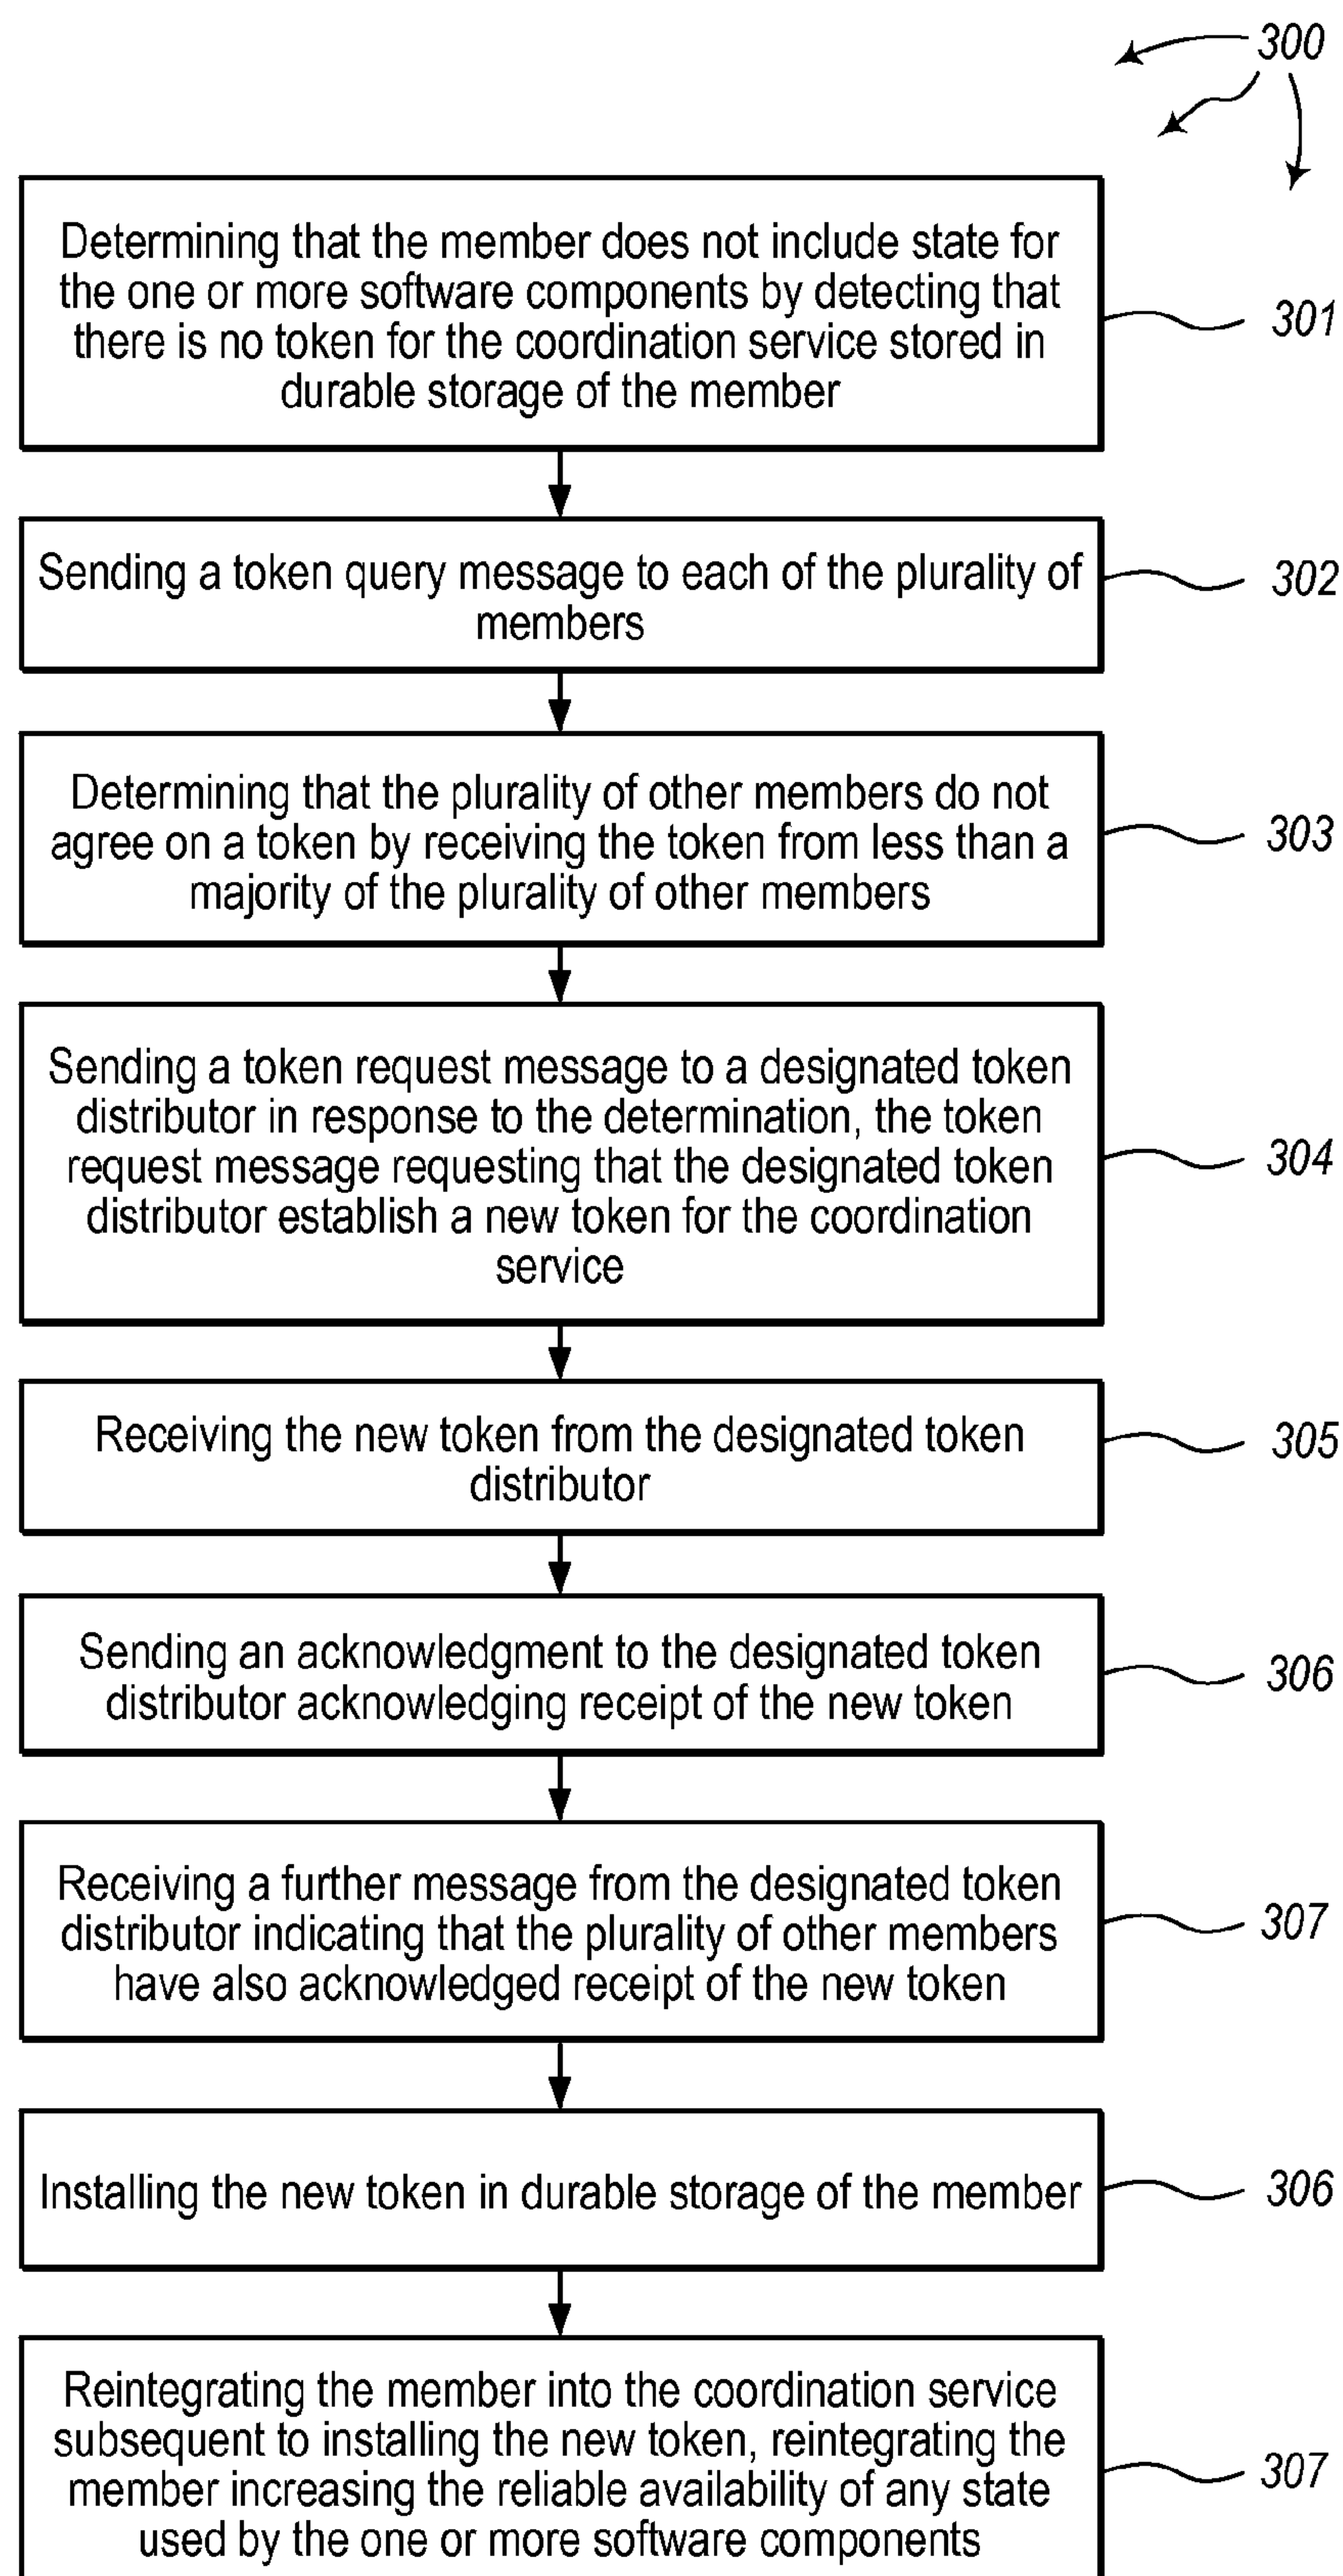 300
Determining that the member does not include state for
the one or more software components by detecting that
there is no token for the coordination service stored in
durable storage of the member
301
Sending a token query message to each of the plurality of
members
302
Determining that the plurality of other members do not
agree on a token by receiving the token from less than a
majority of the plurality of other members
303
Sending a token request message to a designated token
distributor in response to the determination, the token
request message requesting that the designated token
distributor establish a new token for the coordination
service
304
Receiving the new token from the designated token
distributor
305
Sending an acknowledgment to the designated token
distributor acknowledging receipt of the new token
306
Receiving a further message from the designated token
distributor indicating that the plurality of other members
have also acknowledged receipt of the new token
307
Installing the new token in durable storage of the member
306
Reintegrating the member into the coordination service
subsequent to installing the new token, reintegrating the
member increasing the reliable availability of any state
used by the one or more software components
307